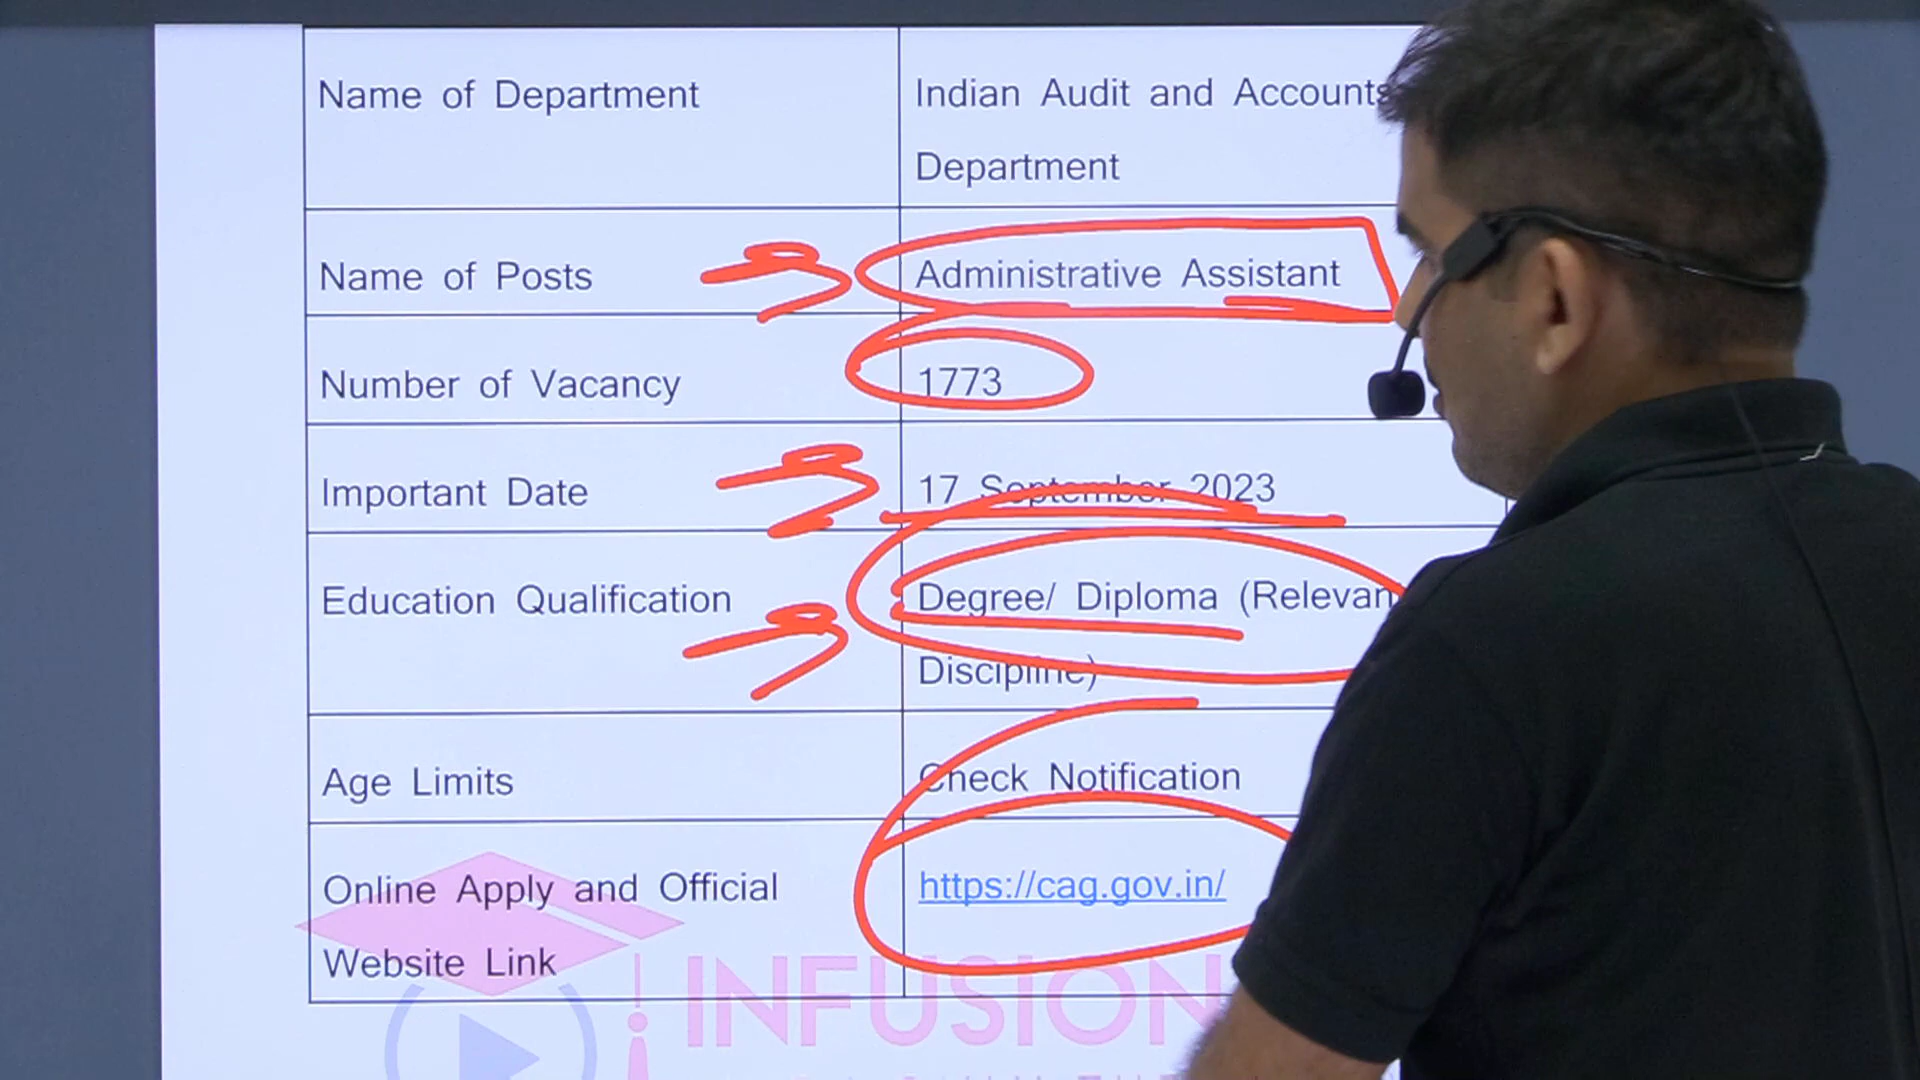 Name of Department
Indian Audit and Accounts
Department
Name of Posts
Administrative Assistant
Number of Vacancy
1773
Important Date
17 September 2023
Education Qualification
Degree/ Diploma (Relevan
Discipline)
Age Limits
Check Notification
Online Apply and Official
Website Link
https://cag.gov.in/
INFUSION